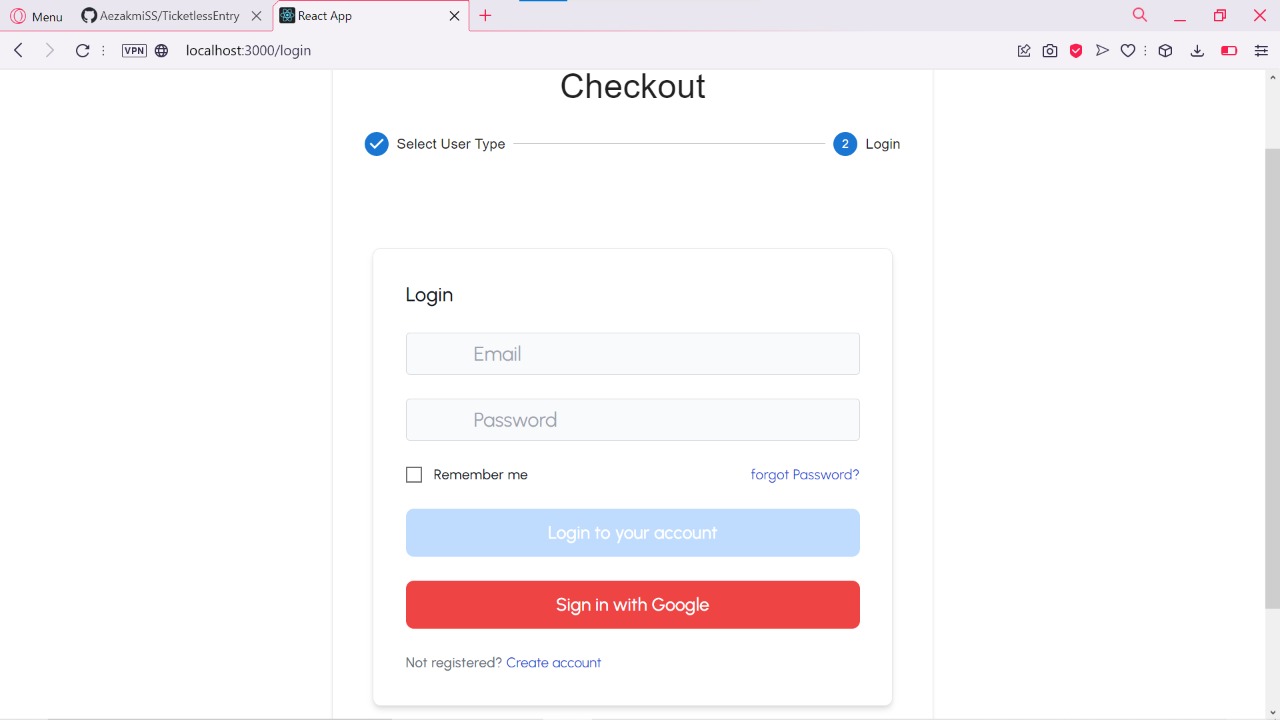 Menu
AezakmiSS/TicketlessEntry
React App
VPN
localhost:3000/login
Checkout
Select User Type
2
Login
Login
Email
Password
Remember me
forgot Password?
Login to your account
Sign in with Google
Not registered? Create account